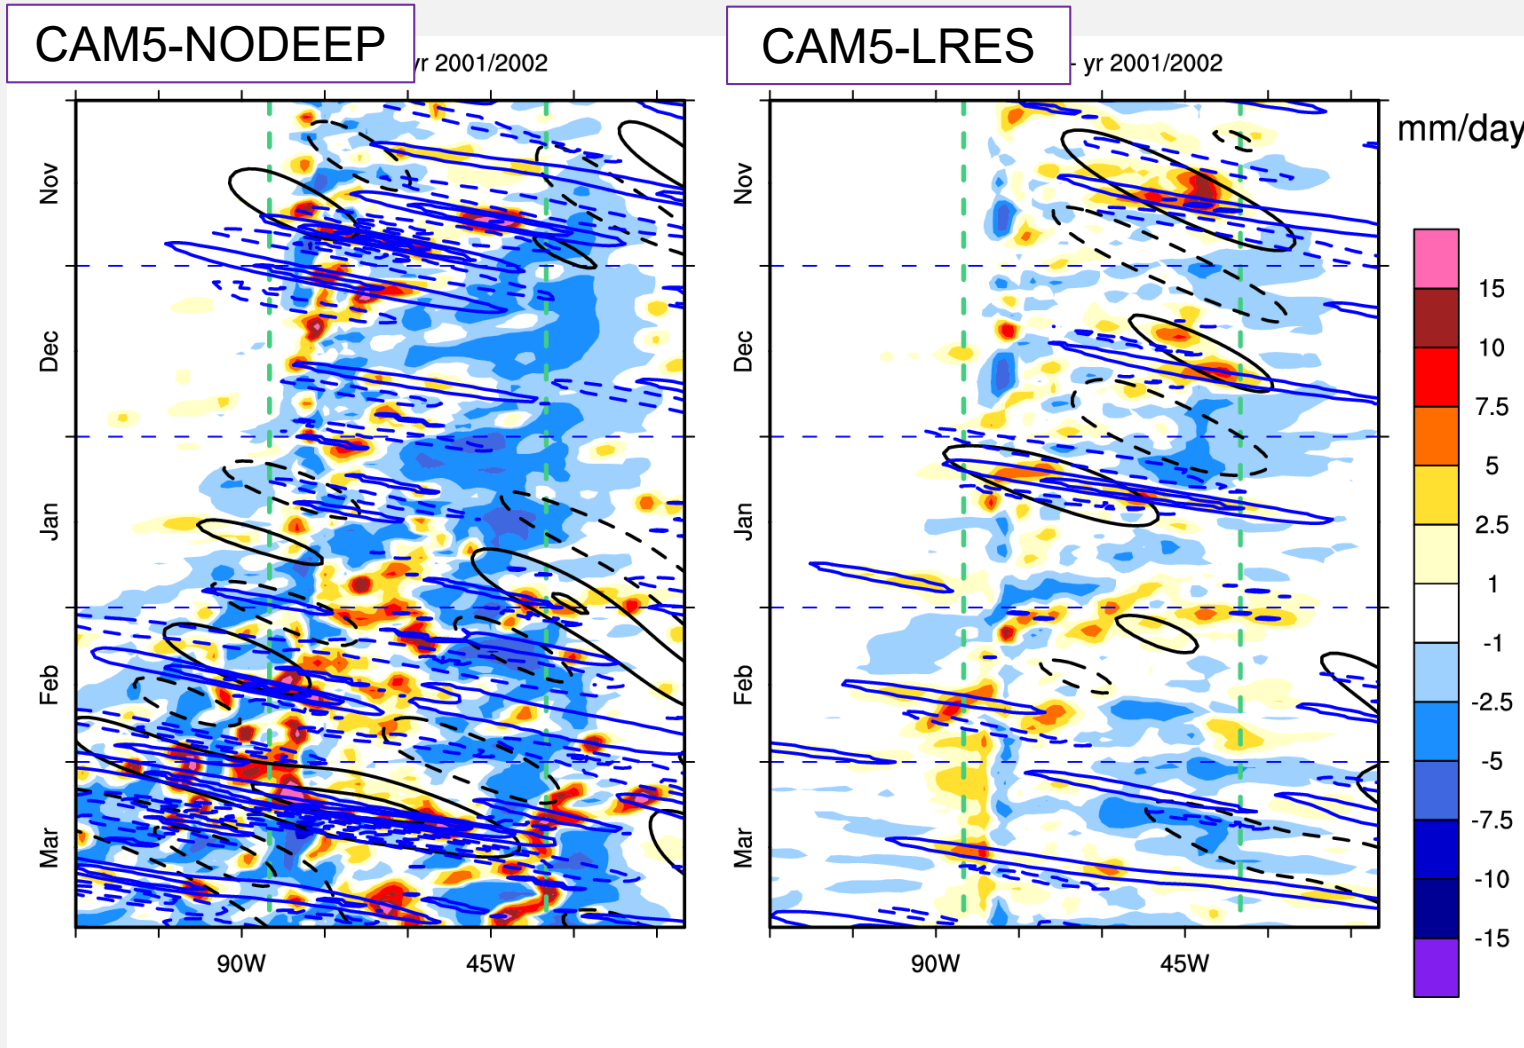 CAM5-NODEEP
yr 2001/2002
CAM5-LRES
- yr 2001/2002
mm/day
Nov
Dec
Jan
Feb
Mar
90W
45W
Nov
Dec
Jan
Feb
Mar
90W
45W
15
10
7.5
5
2.5
1
-1
-2.5
-5
-7.5
-10
-15